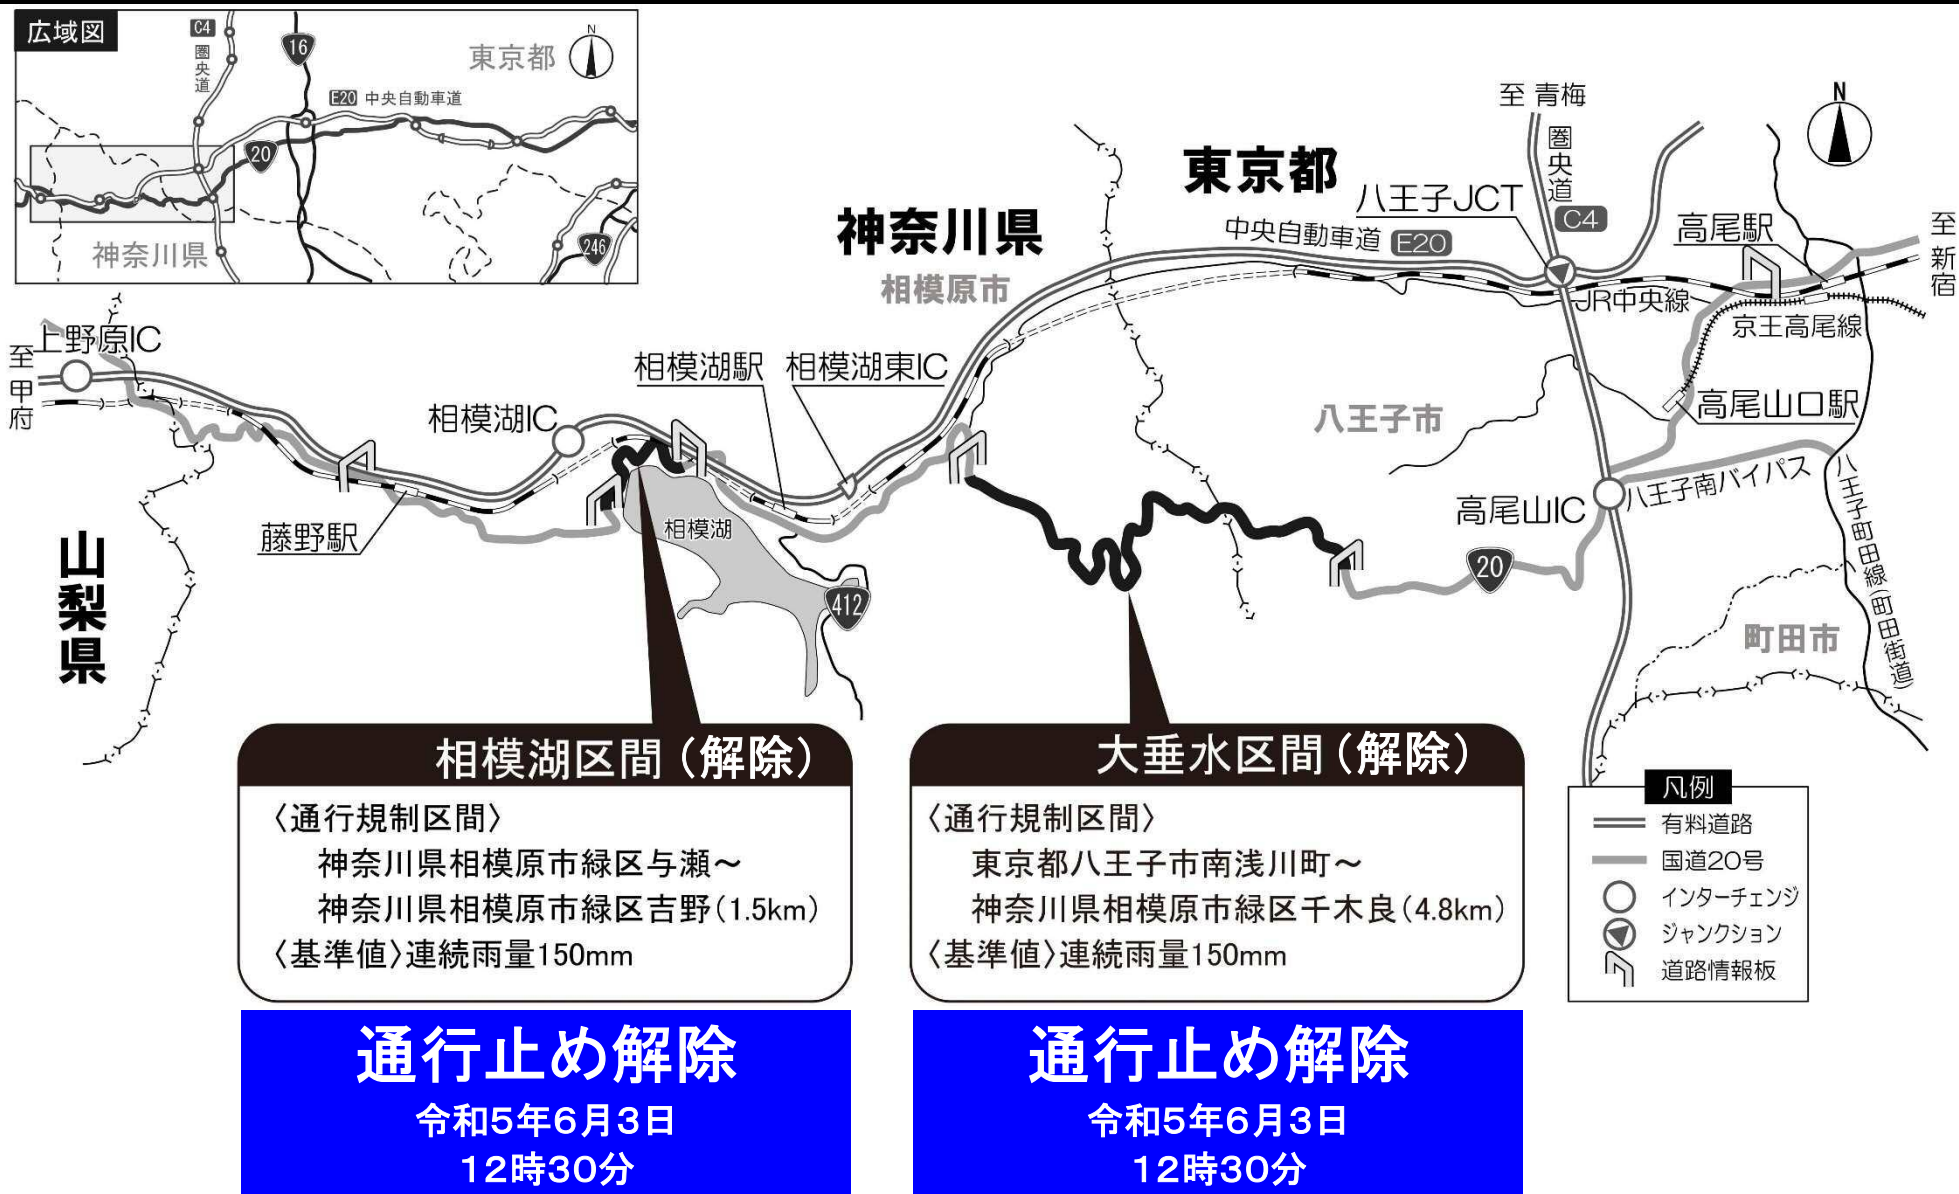 広域図
C4
圏央道
16
東京都
N
E20 中央自動車道
20
神奈川県
246
至 青梅
圏央道
C4
N
東京都
八王子JCT
神奈川県
中央自動車道 E20
高尾駅
至 新宿
相模原市
JR中央線
京王高尾線
上野原IC
至 甲府
相模湖駅
相模湖東IC
相模湖IC
八王子市
高尾山口駅
高尾山IC
八王子南バイパス
八王子町田線(町田街道)
藤野駅
相模湖
山梨県
20
412
町田市
相模湖区間(解除)
〈通行規制区間〉
神奈川県相模原市緑区与瀬～
神奈川県相模原市緑区吉野(1.5km)
〈基準値〉連続雨量150mm
通行止め解除
令和5年6月3日
12時30分
大垂水区間(解除)
〈通行規制区間〉
東京都八王子市南浅川町～
神奈川県相模原市緑区千木良(4.8km)
〈基準値〉連続雨量150mm
通行止め解除
令和5年6月3日
12時30分
凡例
有料道路
国道20号
インターチェンジ
ジャンクション
道路情報板